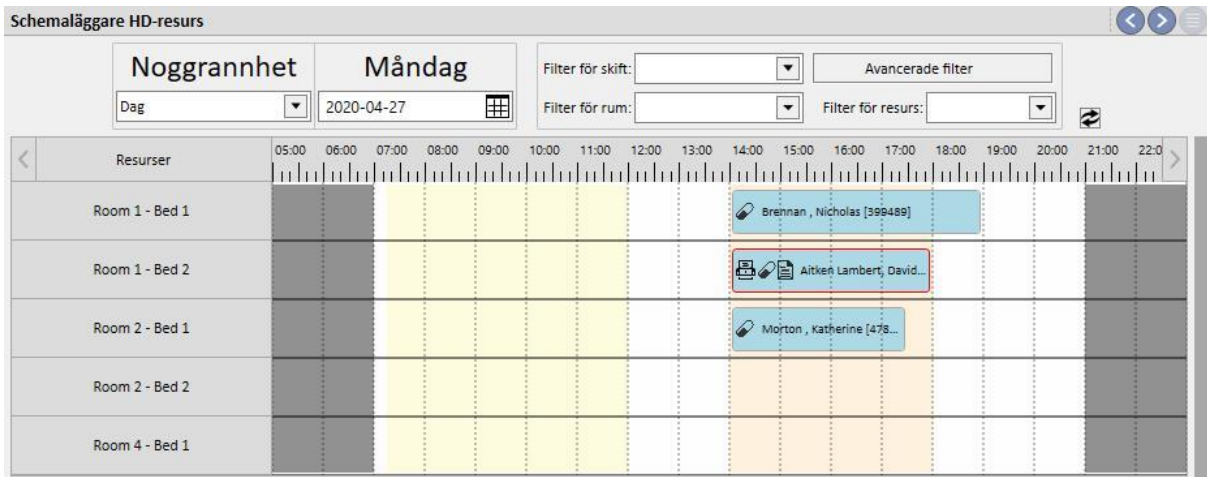 Schemaläggare HD-resurs
Noggrannhet Måndag
Filter för skift: Avancerade filter
Dag 2020-04-27 Filter för rum: Filter för resurs:
Resurser 05:00 06:00 07:00 08:00 09:00 10:00 11:00 12:00 13:00 14:00 15:00 16:00 17:00 18:00 19:00 20:00 21:00 22:0
Room 1 - Bed 1 Brennan , Nicholas [399489]
Room 1 - Bed 2 Aitken Lambert, David...
Room 2 - Bed 1 Morton , Katherine [478...
Room 2 - Bed 2
Room 4 - Bed 1